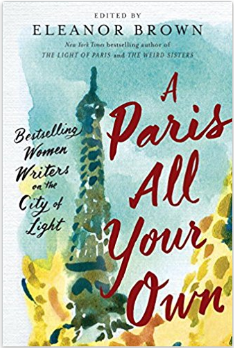 EDITED BY
ELEANOR BROWN
New York Times bestselling author of
THE LIGHT OF PARIS and THE WEIRD SISTERS
A
Paris
All
Your
Own
Bestselling
Women
Writers
on the
City of
Light